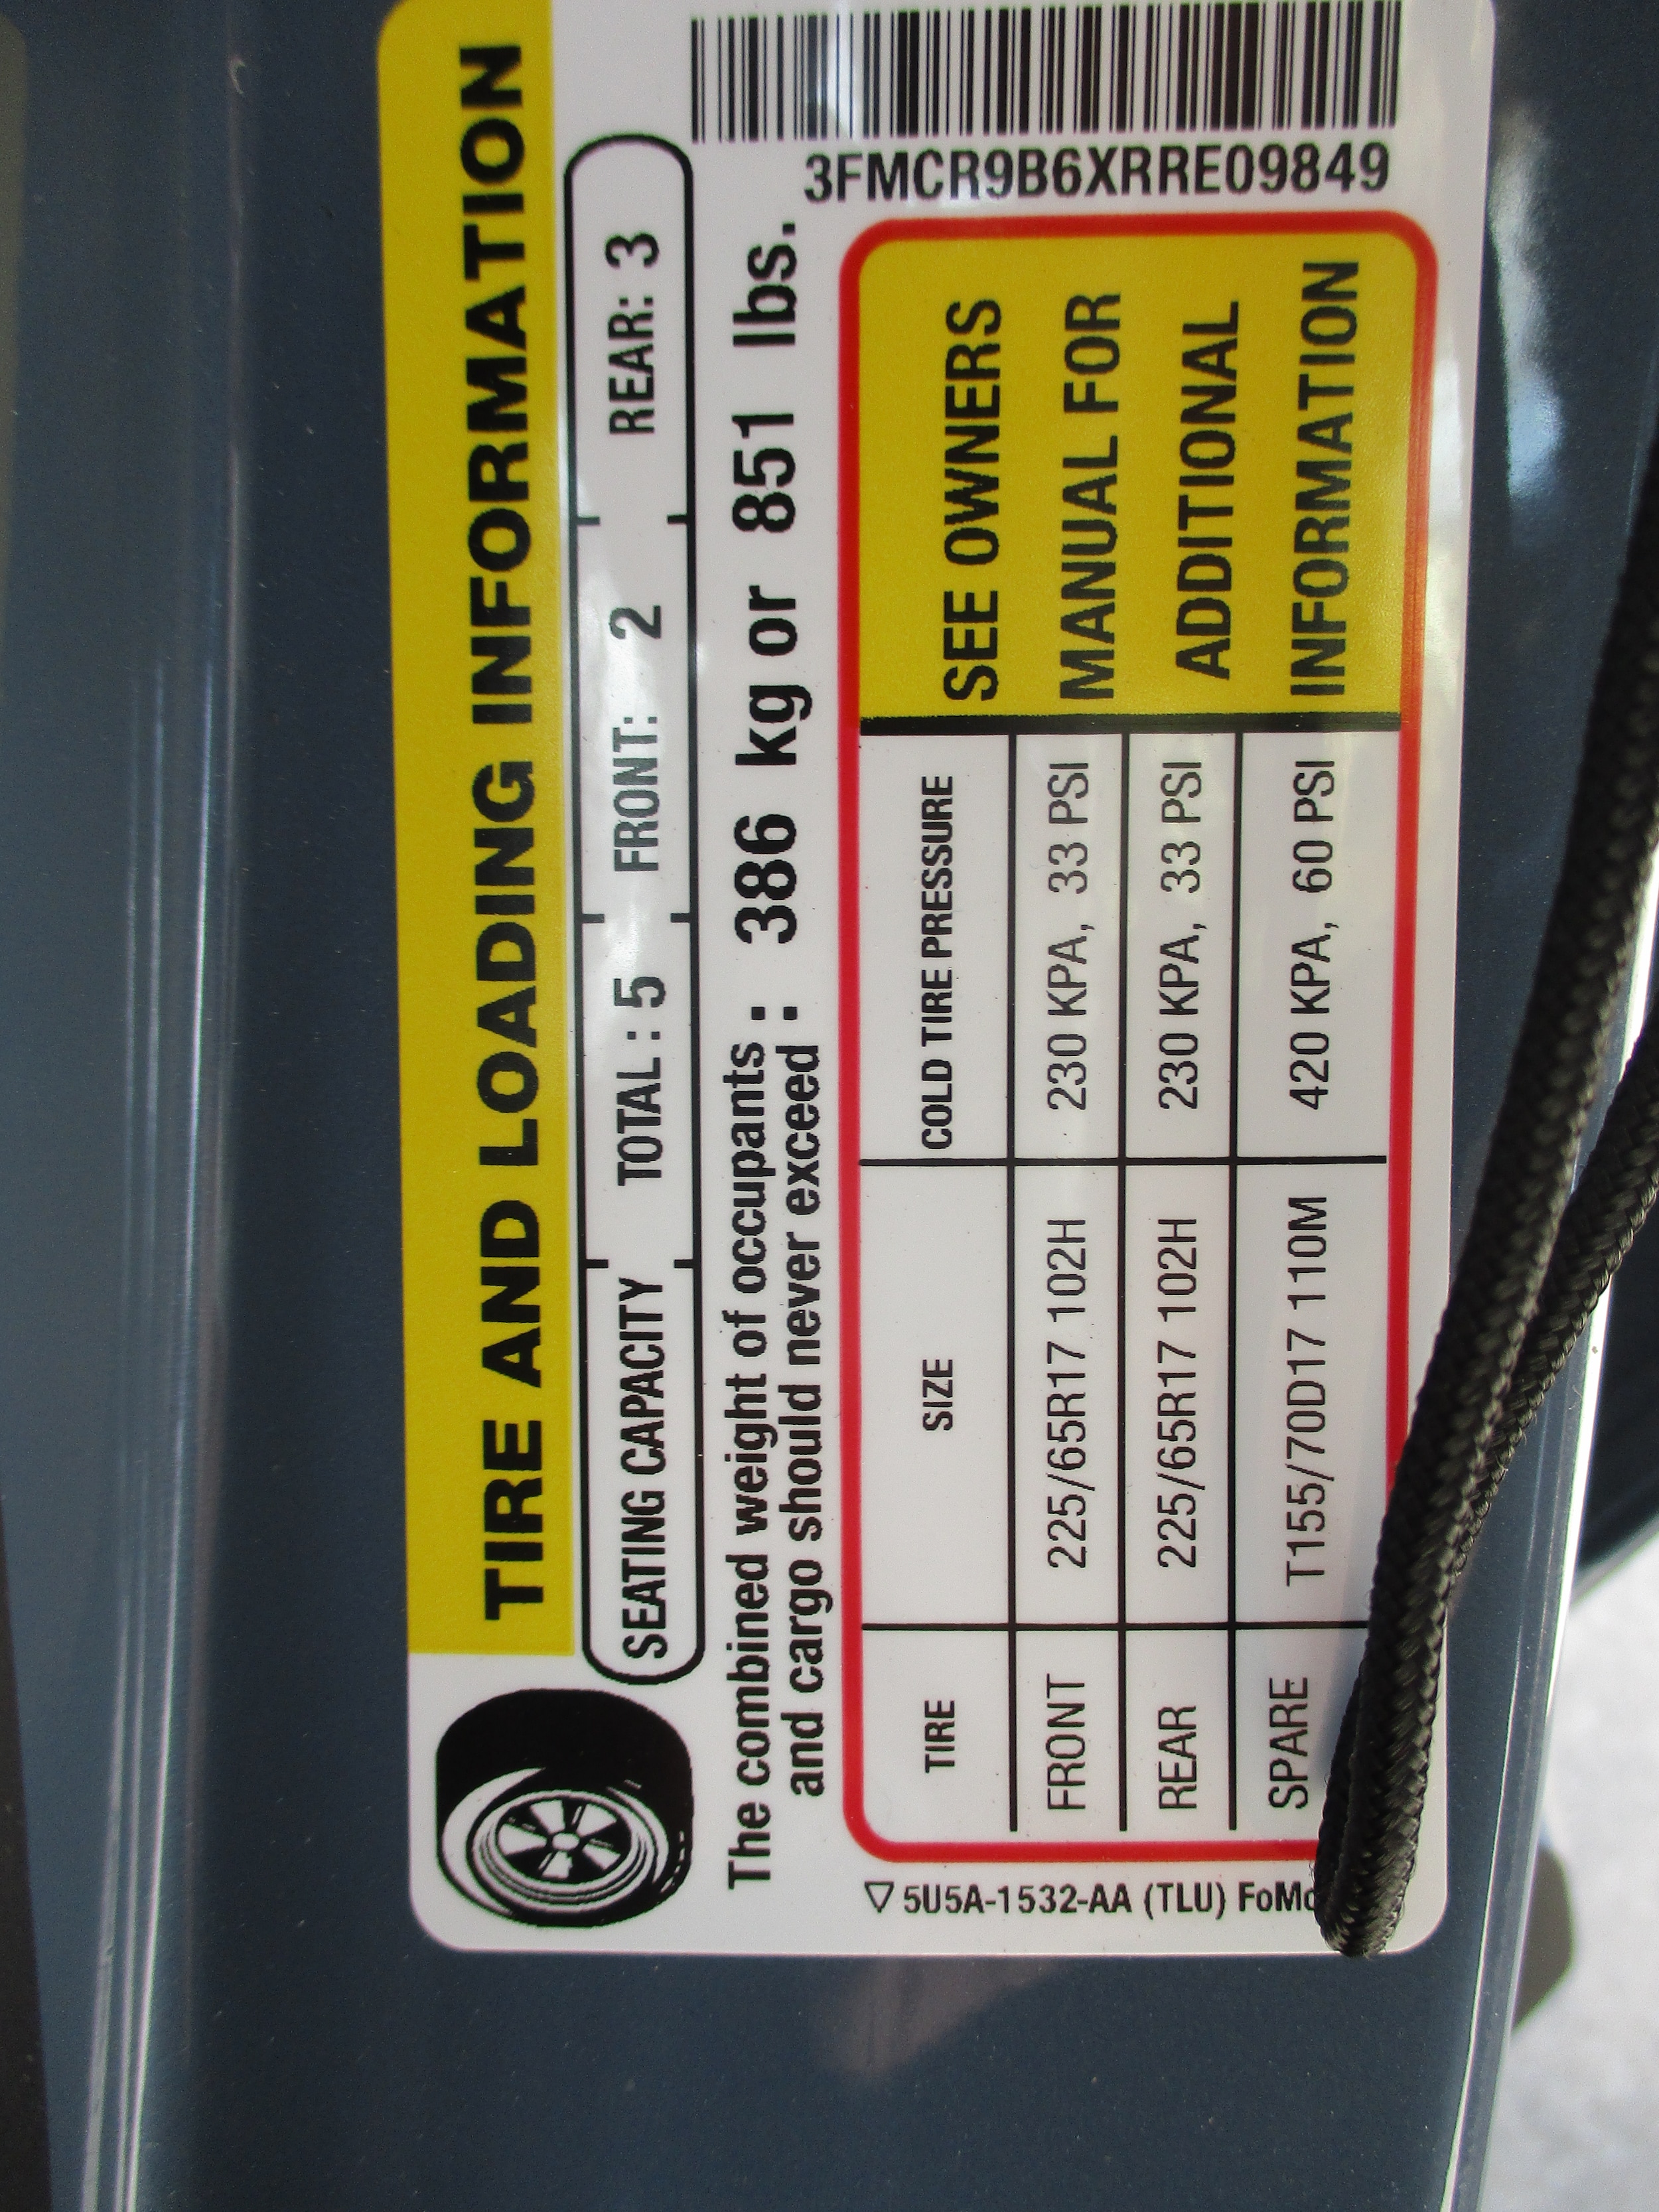 TIRE AND LOADING INFORMATION
SEATING CAPACITY TOTAL : 5 FRONT: 2 REAR: 3
The combined weight of occupants : 386 kg or 851 lbs.
and cargo should never exceed :
3FMCR9B6XRRE09849
TIRE SIZE COLD TIRE PRESSURE
FRONT 225/65R17 102H 230 KPA, 33 PSI
REAR 225/65R17 102H 230 KPA, 33 PSI
SPARE T155/70D17 110M 420 KPA, 60 PSI
SEE OWNERS
MANUAL FOR
ADDITIONAL
INFORMATION
5U5A-1532-AA (TLU)